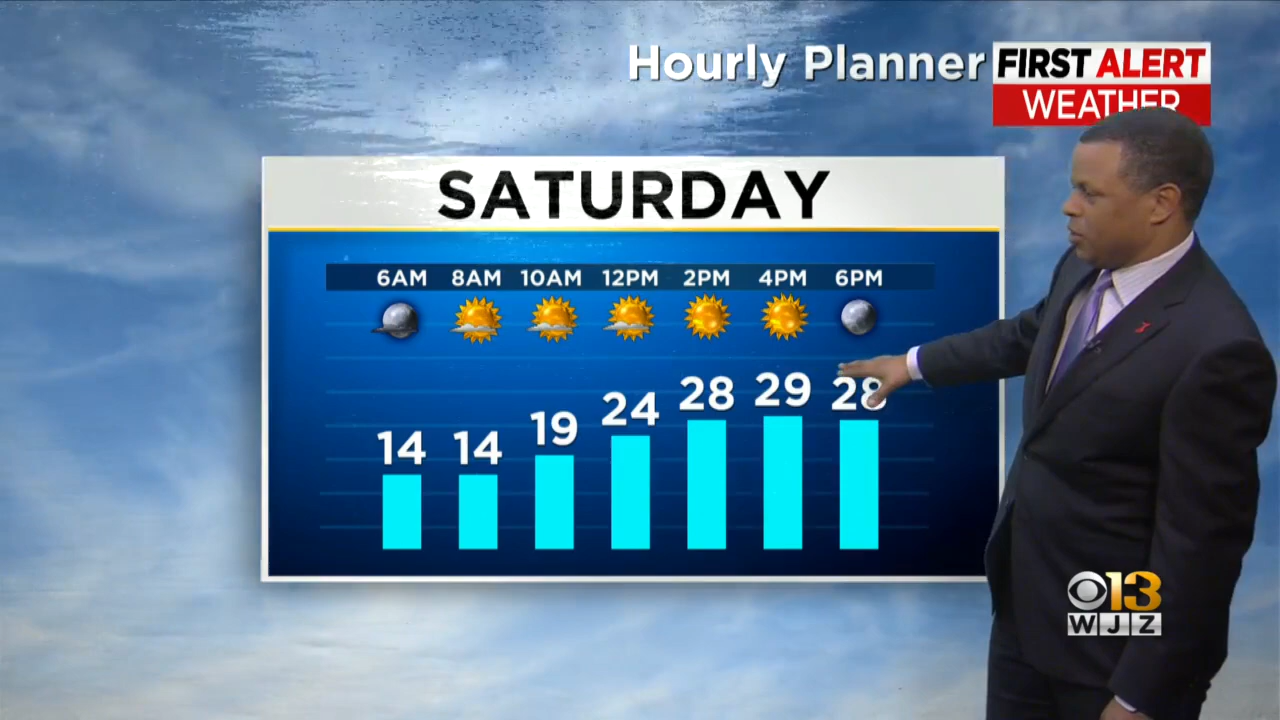 Hourly Planner
FIRST ALERT
WEATHER
SATURDAY
6AM 8AM 10AM 12PM 2PM 4PM 6PM
14 14 19 24 28 29 28
13
WJZ